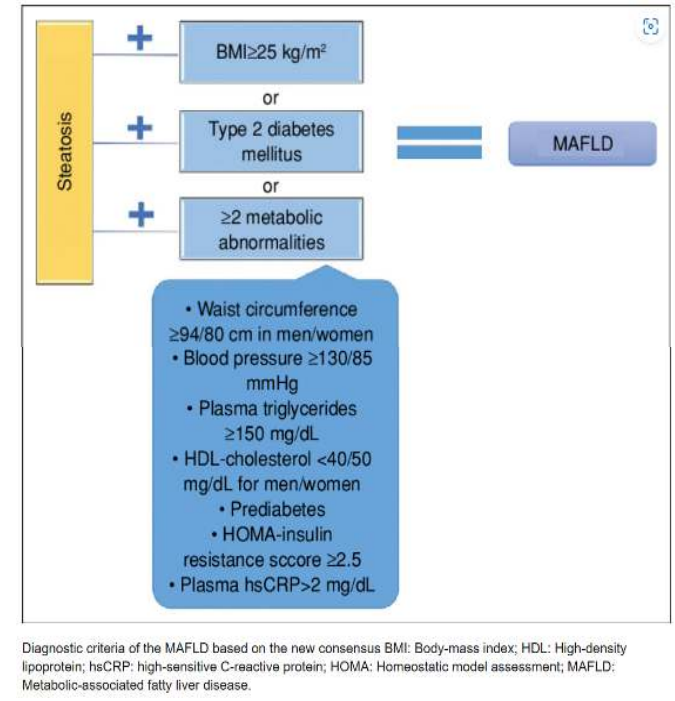 Steatosis
BMI≥25 kg/m²
or
Type 2 diabetes
mellitus
or
≥2 metabolic
abnormalities
MAFLD
• Waist circumference
≥94/80 cm in men/women
• Blood pressure ≥130/85
mmHg
• Plasma triglycerides
≥150 mg/dL
• HDL-cholesterol <40/50
mg/dL for men/women
• Prediabetes
• HOMA-insulin
resistance sccore ≥2.5
• Plasma hsCRP>2 mg/dL
Diagnostic criteria of the MAFLD based on the new consensus BMI: Body-mass index; HDL: High-density
lipoprotein; hsCRP: high-sensitive C-reactive protein; HOMA: Homeostatic model assessment; MAFLD:
Metabolic-associated fatty liver disease.